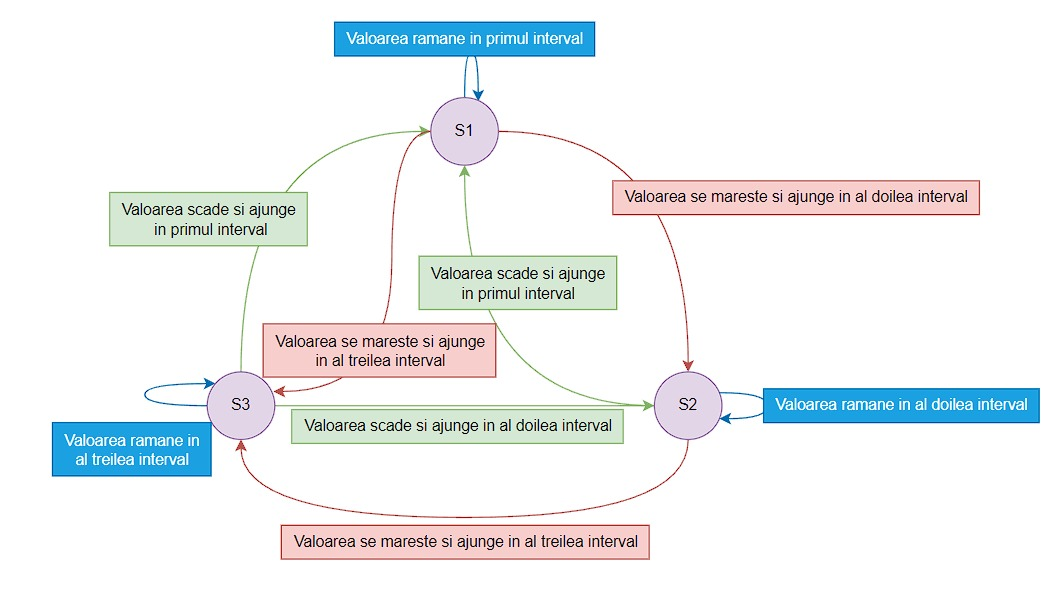 Valoarea ramane in primul interval
S1
Valoarea se mareste si ajunge in al doilea interval
Valoarea scade si ajunge
in primul interval
Valoarea scade si ajunge
in primul interval
Valoarea se mareste si ajunge
in al treilea interval
S3
S2
Valoarea ramane in al doilea interval
Valoarea scade si ajunge in al doilea interval
Valoarea ramane in
al treilea interval
Valoarea se mareste si ajunge in al treilea interval